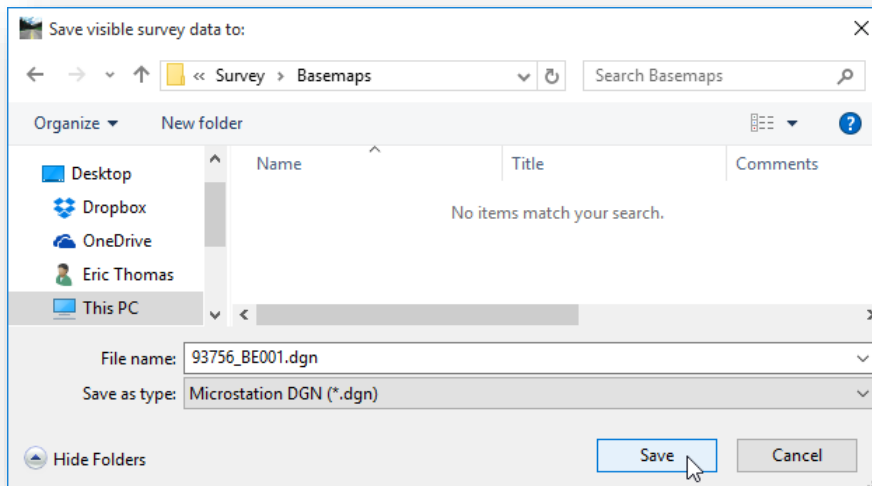 Save visible survey data to:
« Survey › Basemaps
Search Basemaps
Organize
New folder
?
Name
Title
Comments
Desktop
Dropbox
OneDrive
Eric Thomas
This PC
No items match your search.
File name: 93756_BE001.dgn
Save as type: Microstation DGN (*.dgn)
Hide Folders
Save
Cancel